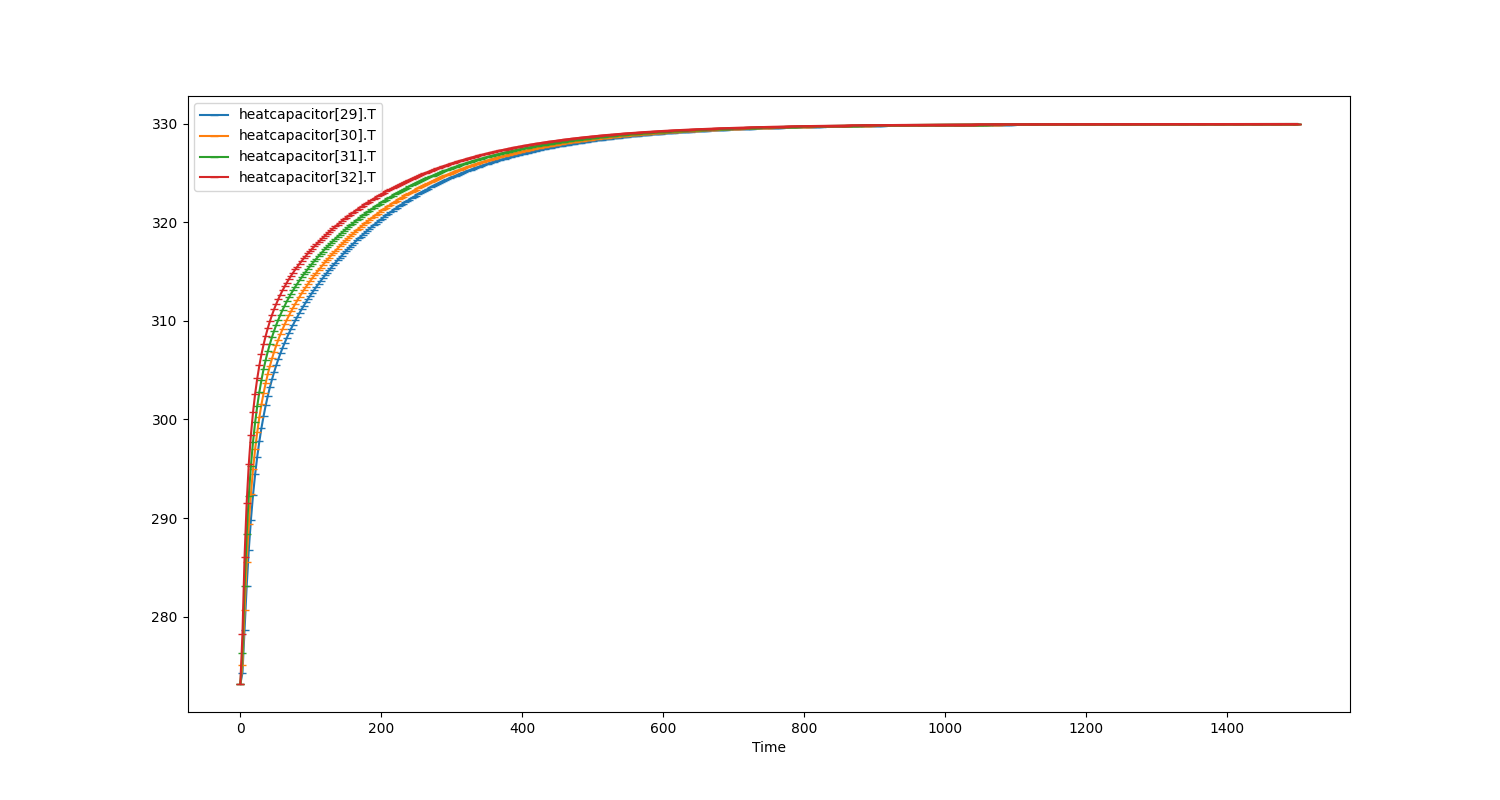 heatcapacitor[29].T
heatcapacitor[30].T
heatcapacitor[31].T
heatcapacitor[32].T
330
320
310
300
290
280
0 200 400 600 800 1000 1200 1400
Time